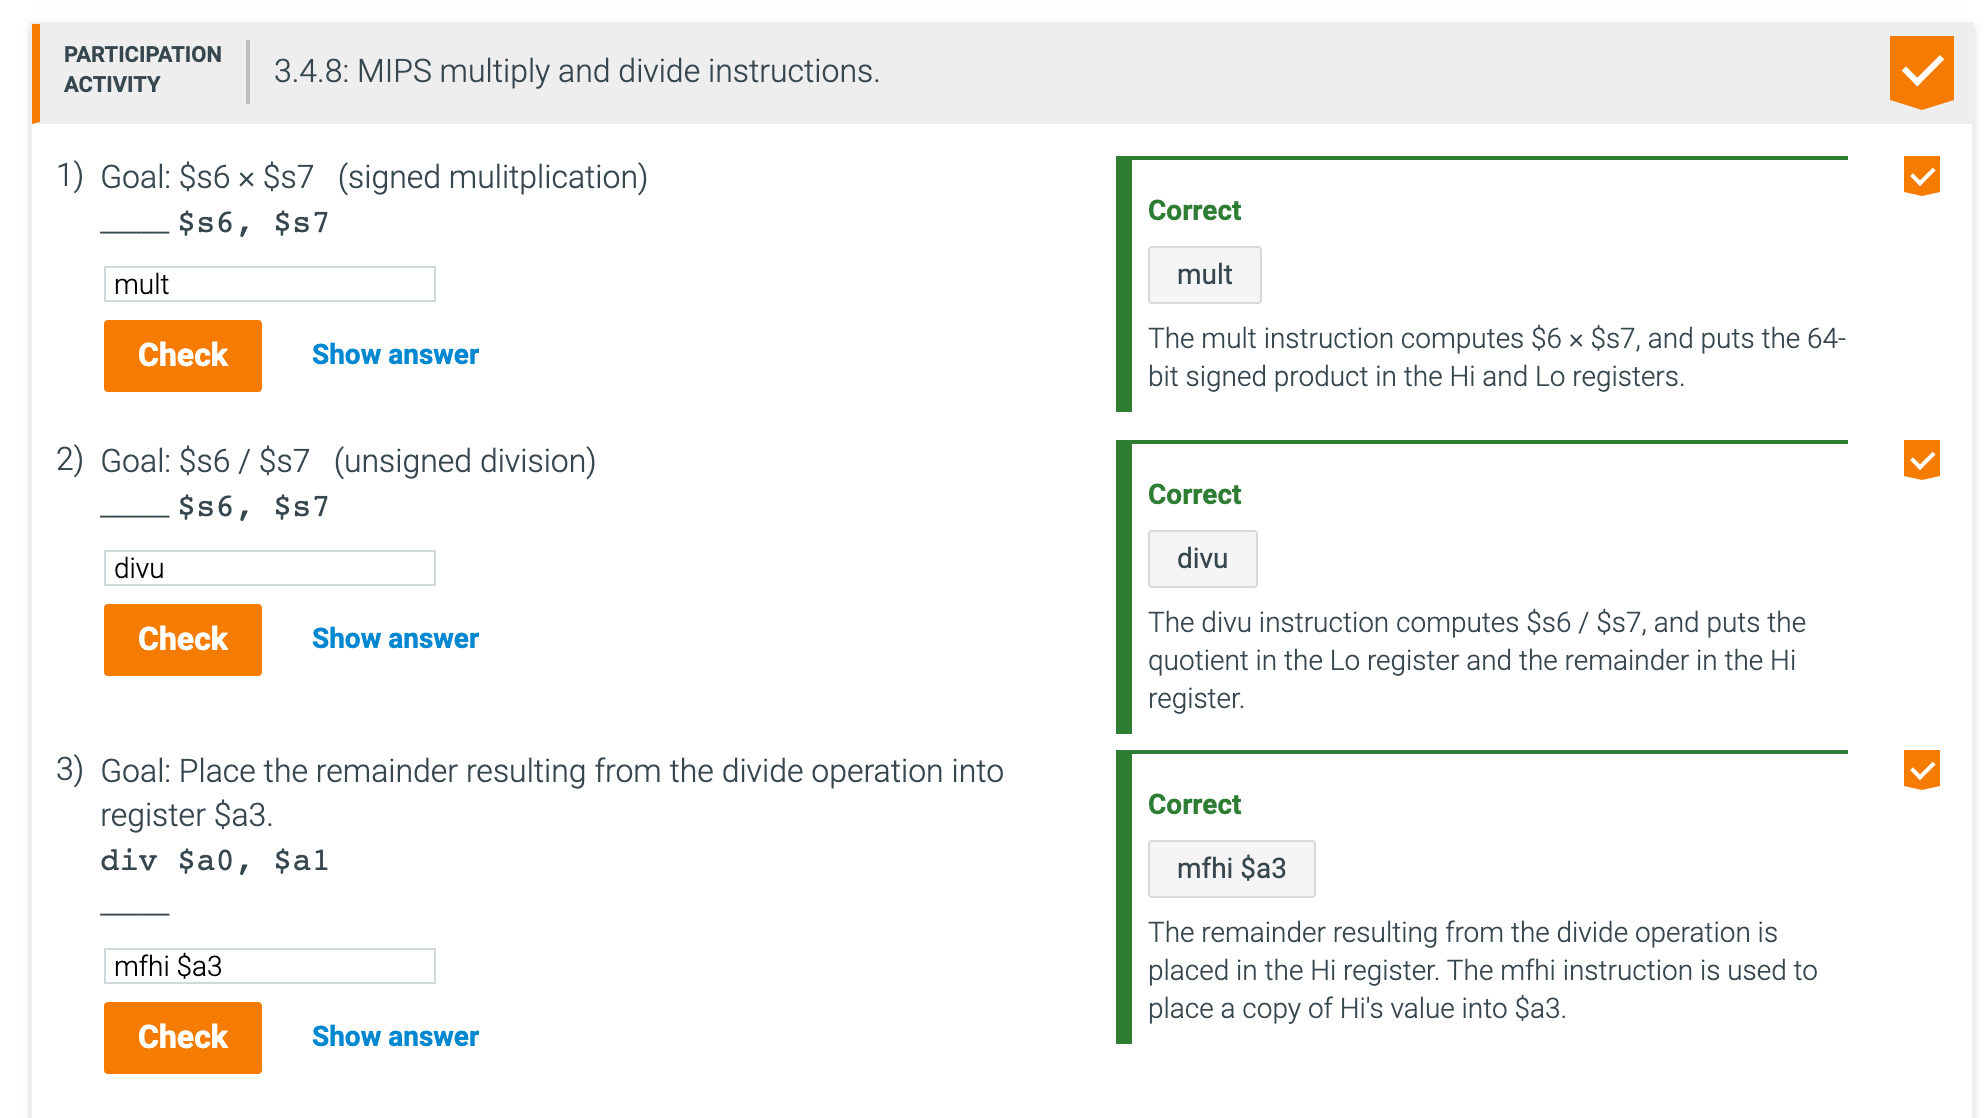 PARTICIPATION
ACTIVITY
3.4.8: MIPS multiply and divide instructions.
1) Goal: $s6 × $s7 (signed mulitplication)
____ $s6, $s7
mult
Check Show answer
Correct
mult
The mult instruction computes $6 × $s7, and puts the 64-
bit signed product in the Hi and Lo registers.
2) Goal: $s6 / $s7 (unsigned division)
____ $s6, $s7
divu
Check Show answer
Correct
divu
The divu instruction computes $s6 / $s7, and puts the
quotient in the Lo register and the remainder in the Hi
register.
3) Goal: Place the remainder resulting from the divide operation into
register $a3.
div $a0, $a1
____
mfhi $a3
Check Show answer
Correct
mfhi $a3
The remainder resulting from the divide operation is
placed in the Hi register. The mfhi instruction is used to
place a copy of Hi's value into $a3.